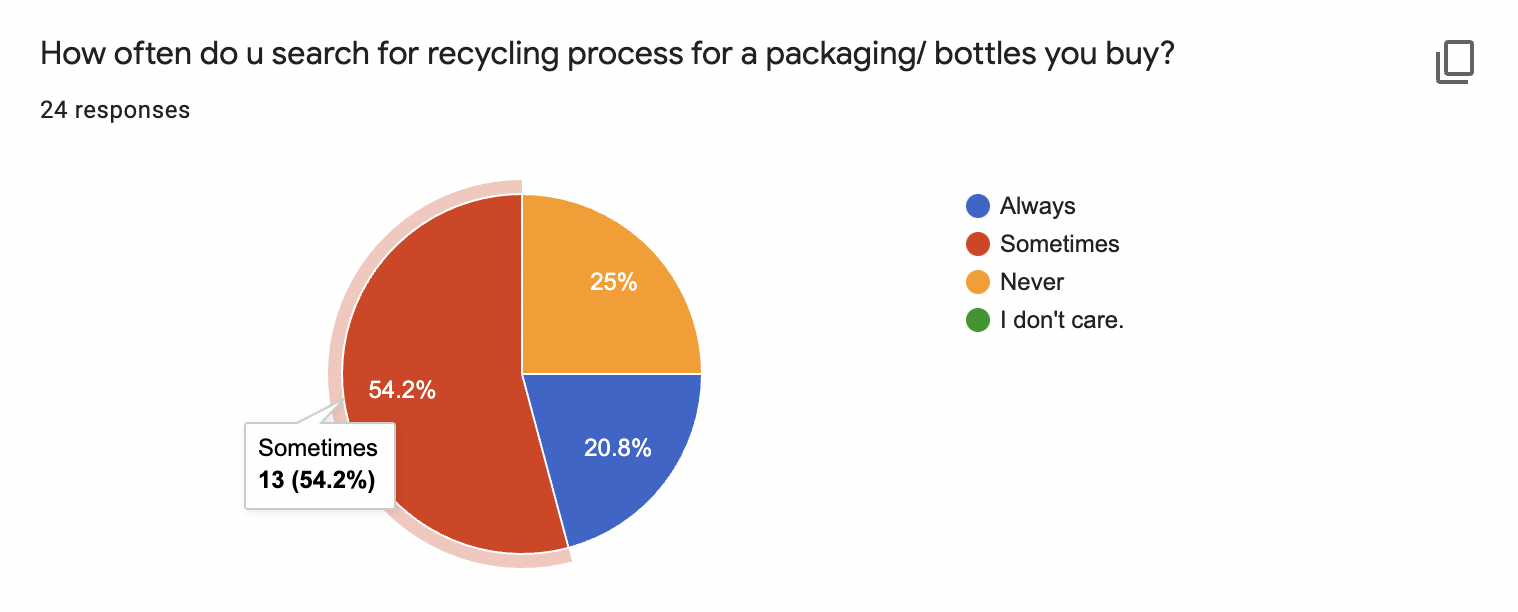 How often do u search for recycling process for a packaging/ bottles you buy?
24 responses
Always
Sometimes
Never
I don't care.
25%
54.2%
20.8%
Sometimes
13 (54.2%)